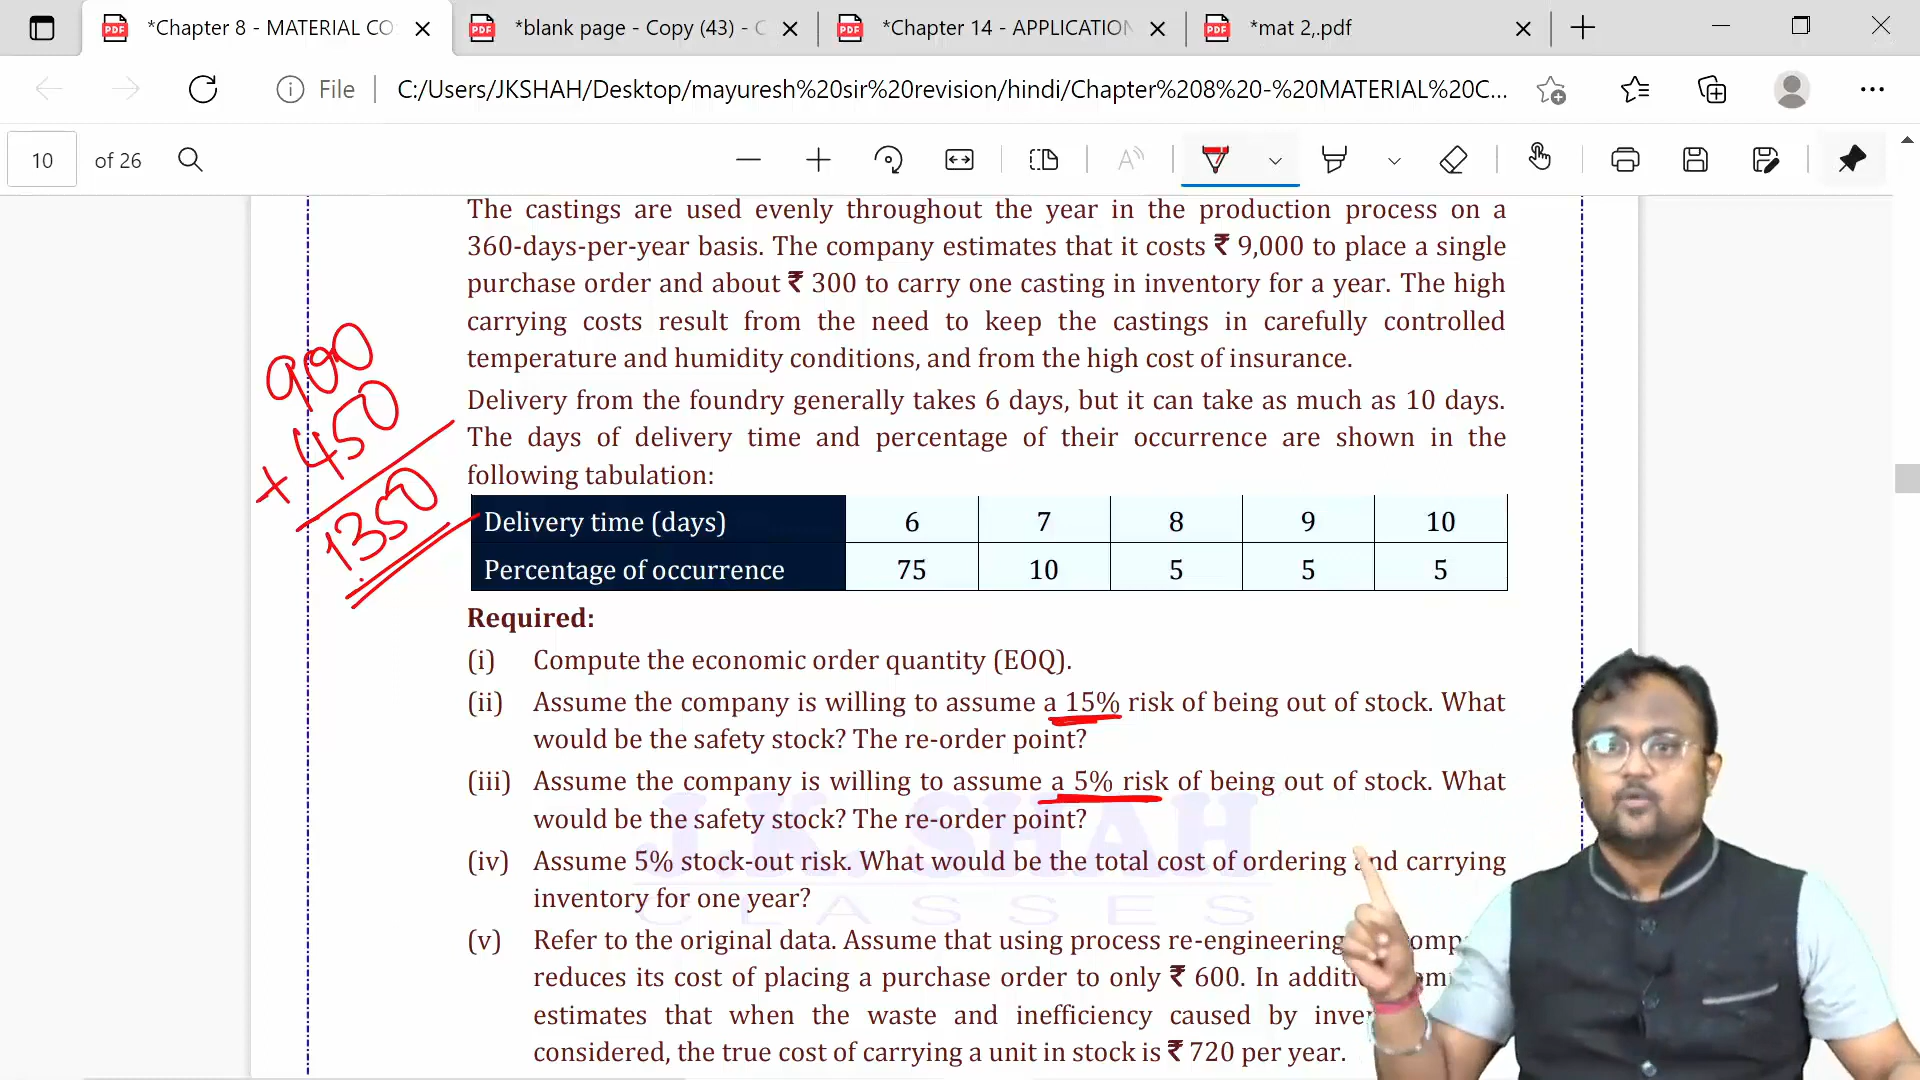 *Chapter 8 - MATERIAL CO
*blank page - Copy (43) - C
*Chapter 14 - APPLICATION
*mat 2,.pdf
File
C:/Users/JKSHAH/Desktop/mayuresh%20sir%20revision/hindi/Chapter%208%20-%20MATERIAL%20C...
10 of 26
The castings are used evenly throughout the year in the production process on a
360-days-per-year basis. The company estimates that it costs ₹ 9,000 to place a single
purchase order and about ₹ 300 to carry one casting in inventory for a year. The high
carrying costs result from the need to keep the castings in carefully controlled
temperature and humidity conditions, and from the high cost of insurance.
900
+ 450
1350
Delivery from the foundry generally takes 6 days, but it can take as much as 10 days.
The days of delivery time and percentage of their occurrence are shown in the
following tabulation:
Delivery time (days) 6 7 8 9 10
Percentage of occurrence 75 10 5 5 5
Required:
(i) Compute the economic order quantity (EOQ).
(ii) Assume the company is willing to assume a 15% risk of being out of stock. What
would be the safety stock? The re-order point?
(iii) Assume the company is willing to assume a 5% risk of being out of stock. What
would be the safety stock? The re-order point?
(iv) Assume 5% stock-out risk. What would be the total cost of ordering and carrying
inventory for one year?
(v) Refer to the original data. Assume that using process re-engineering
reduces its cost of placing a purchase order to only ₹ 600. In
estimates that when the waste and inefficiency caused by
considered, the true cost of carrying a unit in stock is ₹ 720 per year.
J.K. SHAH
CLASSES